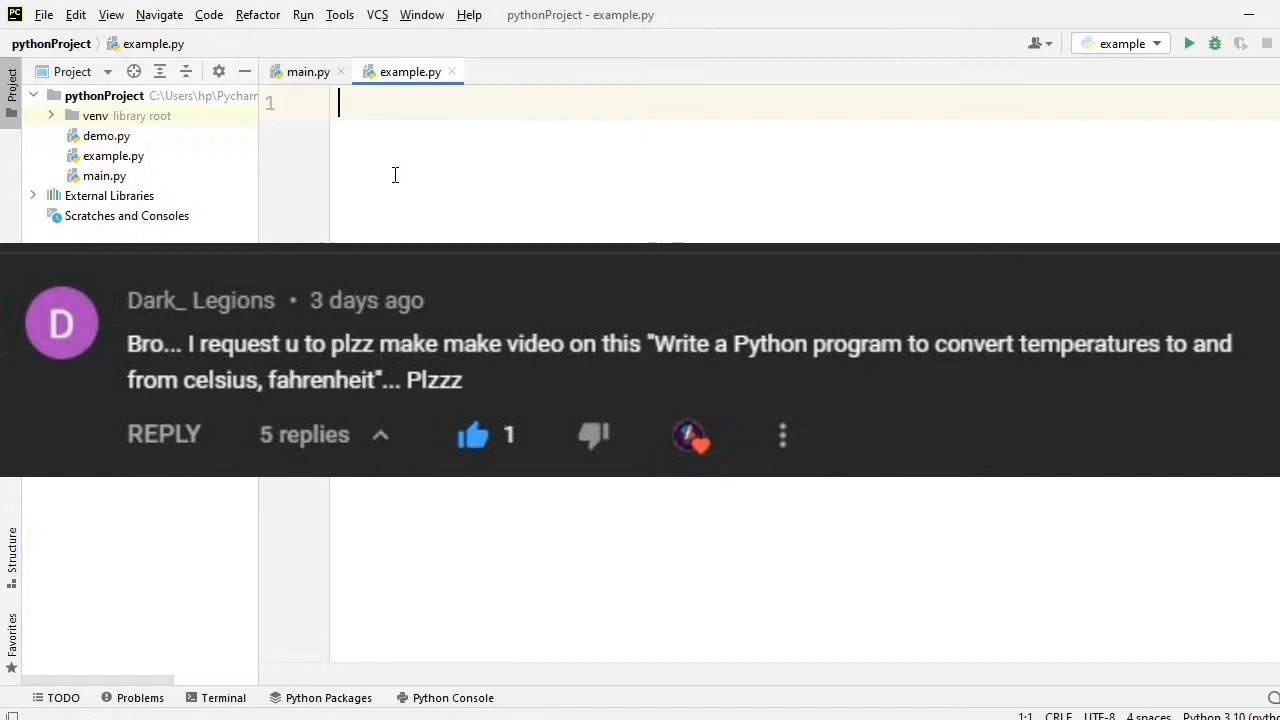 PC File Edit View Navigate Code Refactor Run Tools VCS Window Help pythonProject - example.py
pythonProject example.py example
Project Project main.py example.py
pythonProject C:\Users\hp\Pycharm
1
venv library root
demo.py
example.py
main.py
External Libraries
Scratches and Consoles
Dark_ Legions • 3 days ago
D
Bro... I request u to plzz make make video on this "Write a Python program to convert temperatures to and
from celsius, fahrenheit"... Plzzz
REPLY 5 replies 1
Structure
Favorites
TODO Problems Terminal Python Packages Python Console
1:1 CRLF UTF-8 4 spaces Python 3.10 (pytho